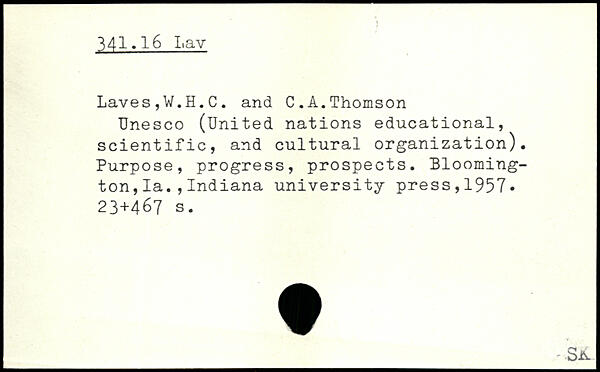 341.16 Lav
Laves,W.H.C. and C.A.Thomson
Unesco (United nations educational,
scientific, and cultural organization).
Purpose, progress, prospects. Blooming-
ton,Ia.,Indiana university press,1957.
23+467 s.
SK